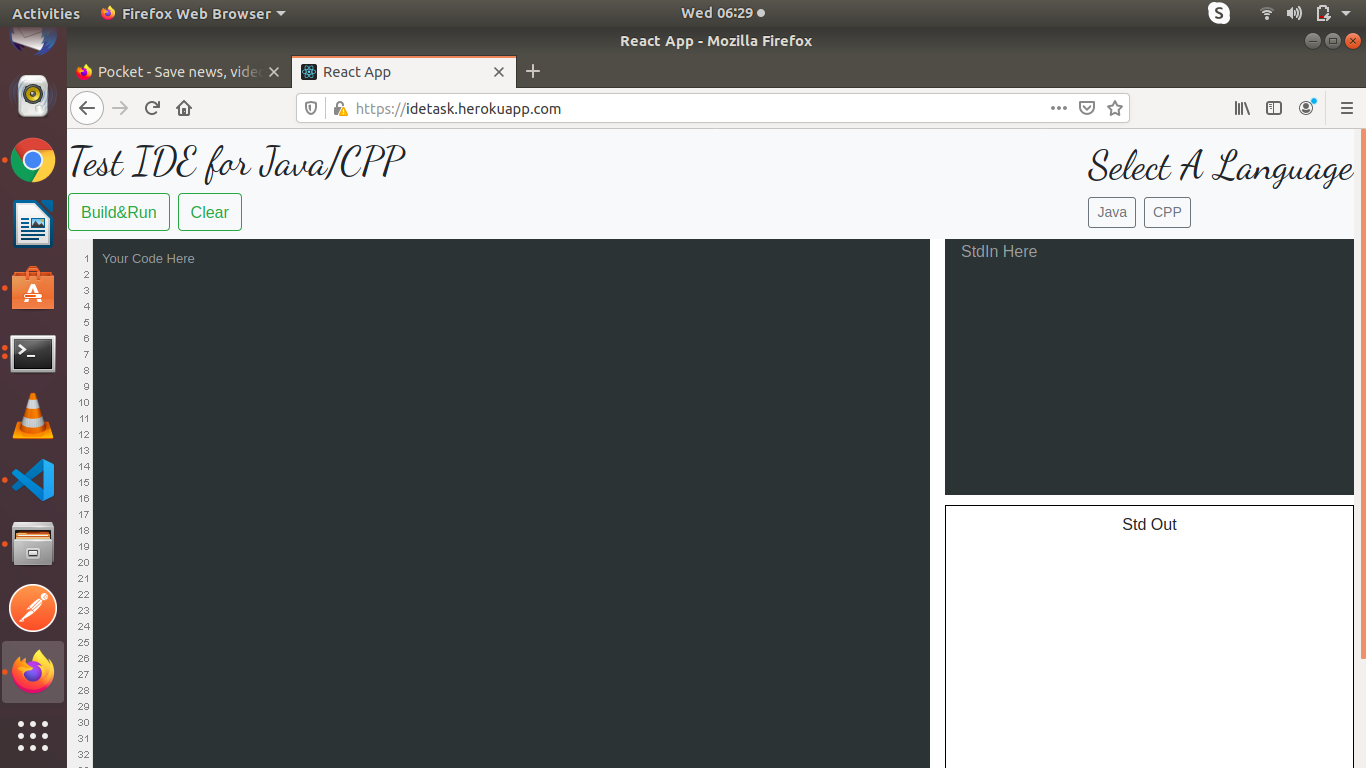 Activities
Firefox Web Browser
Wed 06:29
React App - Mozilla Firefox
Pocket - Save news, vide
React App
https://idetask.herokuapp.com
Test IDE for Java/CPP
Select A Language
Build&Run
Clear
Java
CPP
Your Code Here
StdIn Here
Std Out
1
2
3
4
5
6
7
8
9
10
11
12
13
14
15
16
17
18
19
20
21
22
23
24
25
26
27
28
29
30
31
32